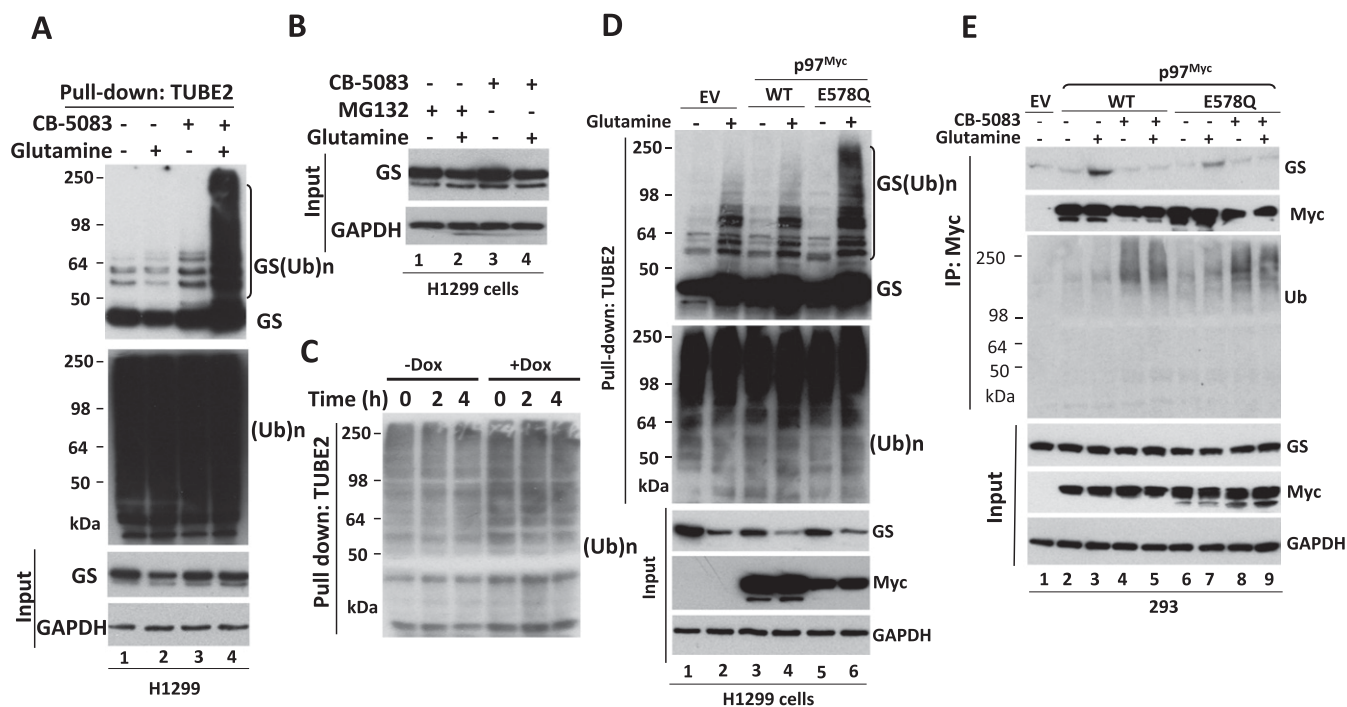 A
Pull-down: TUBE2
CB-5083 - - + +
Glutamine - + - +
250
98
64
50
GS(Ub)n
GS
250
98
64
50
kDa
(Ub)n
Input
GS
GAPDH
1 2 3 4
H1299
B
CB-5083 - - + +
MG132 + + - -
Glutamine - + - +
Input
GS
GAPDH
1 2 3 4
H1299 cells
C
-Dox +Dox
Time (h) 0 2 4 0 2 4
Pull down: TUBE2
250
98
64
50
kDa
(Ub)n
D
p97Myc
EV WT E578Q
Glutamine - + - + - +
Pull-down: TUBE2
250
98
64
50
GS(Ub)n
GS
250
98
64
50
kDa
(Ub)n
Input
GS
Myc
GAPDH
1 2 3 4 5 6
H1299 cells
E
p97Myc
EV WT E578Q
CB-5083 - - - + + - - + +
Glutamine - - + - + - + - +
IP: Myc
GS
Myc
250
98
64
50
kDa
Ub
Input
GS
Myc
GAPDH
1 2 3 4 5 6 7 8 9
293